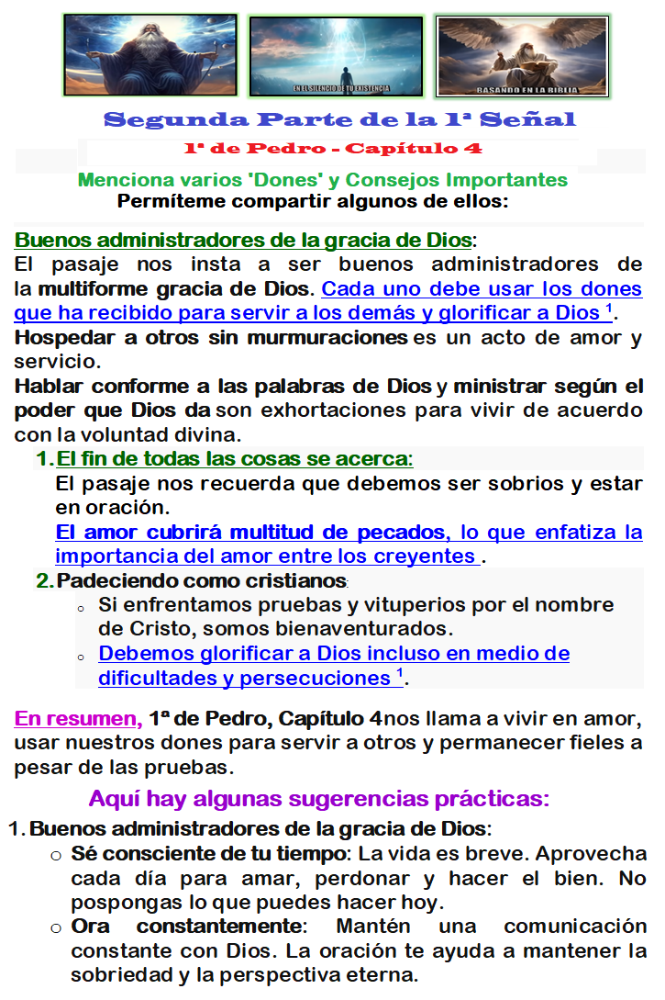 EN EL SILENCIO DE TU EXISTENCIA
BASANDO EN LA BIBLIA
Segunda Parte de la 1ª Señal
1ª de Pedro - Capítulo 4
Menciona varios 'Dones' y Consejos Importantes
Permíteme compartir algunos de ellos:
Buenos administradores de la gracia de Dios:
El pasaje nos insta a ser buenos administradores de
la multiforme gracia de Dios. Cada uno debe usar los dones
que ha recibido para servir a los demás y glorificar a Dios ¹.
Hospedar a otros sin murmuraciones es un acto de amor y
servicio.
Hablar conforme a las palabras de Dios y ministrar según el
poder que Dios da son exhortaciones para vivir de acuerdo
con la voluntad divina.
1. El fin de todas las cosas se acerca:
El pasaje nos recuerda que debemos ser sobrios y estar
en oración.
El amor cubrirá multitud de pecados, lo que enfatiza la
importancia del amor entre los creyentes .
2. Padeciendo como cristianos:
o Si enfrentamos pruebas y vituperios por el nombre
de Cristo, somos bienaventurados.
o Debemos glorificar a Dios incluso en medio de
dificultades y persecuciones ¹.
En resumen, 1ª de Pedro, Capítulo 4nos llama a vivir en amor,
usar nuestros dones para servir a otros y permanecer fieles a
pesar de las pruebas.
Aquí hay algunas sugerencias prácticas:
1. Buenos administradores de la gracia de Dios:
o Sé consciente de tu tiempo: La vida es breve. Aprovecha
cada día para amar, perdonar y hacer el bien. No
pospongas lo que puedes hacer hoy.
o Ora constantemente: Mantén una comunicación
constante con Dios. La oración te ayuda a mantener la
sobriedad y la perspectiva eterna.